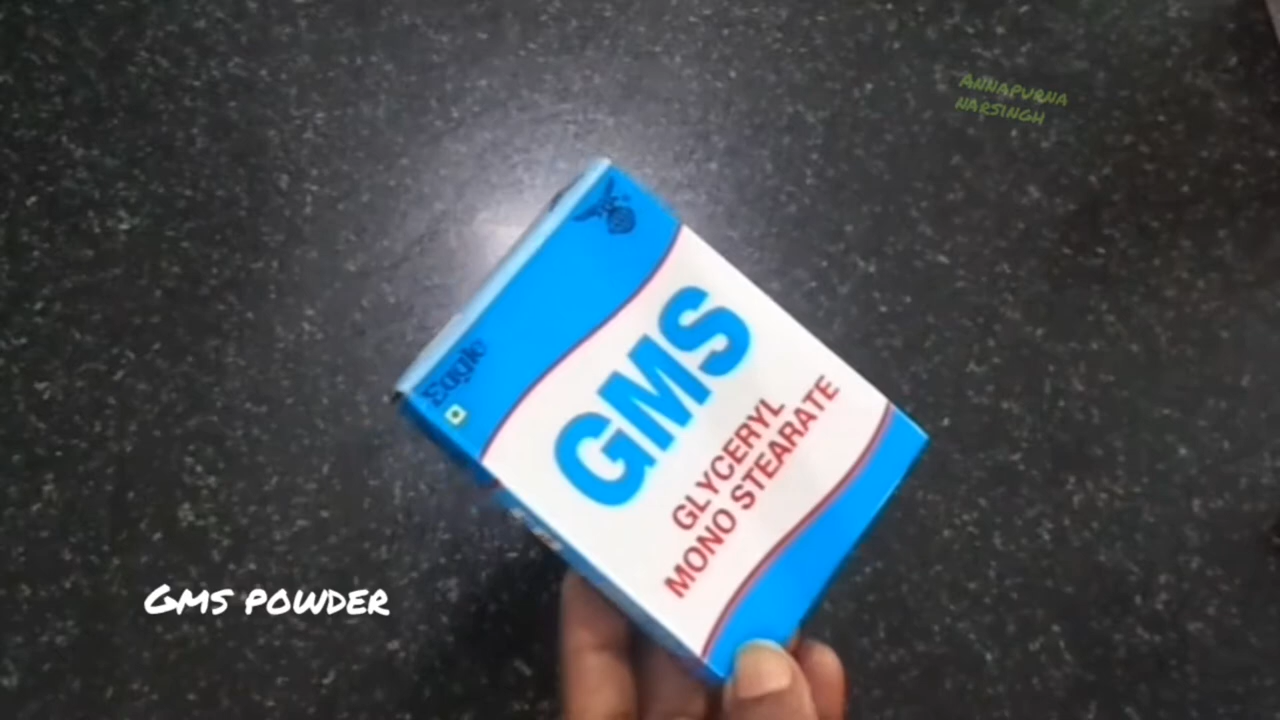 Annapurna
narsingh
Eagle
GMS
GLYCERYL
MONO STEARATE
Gms powder